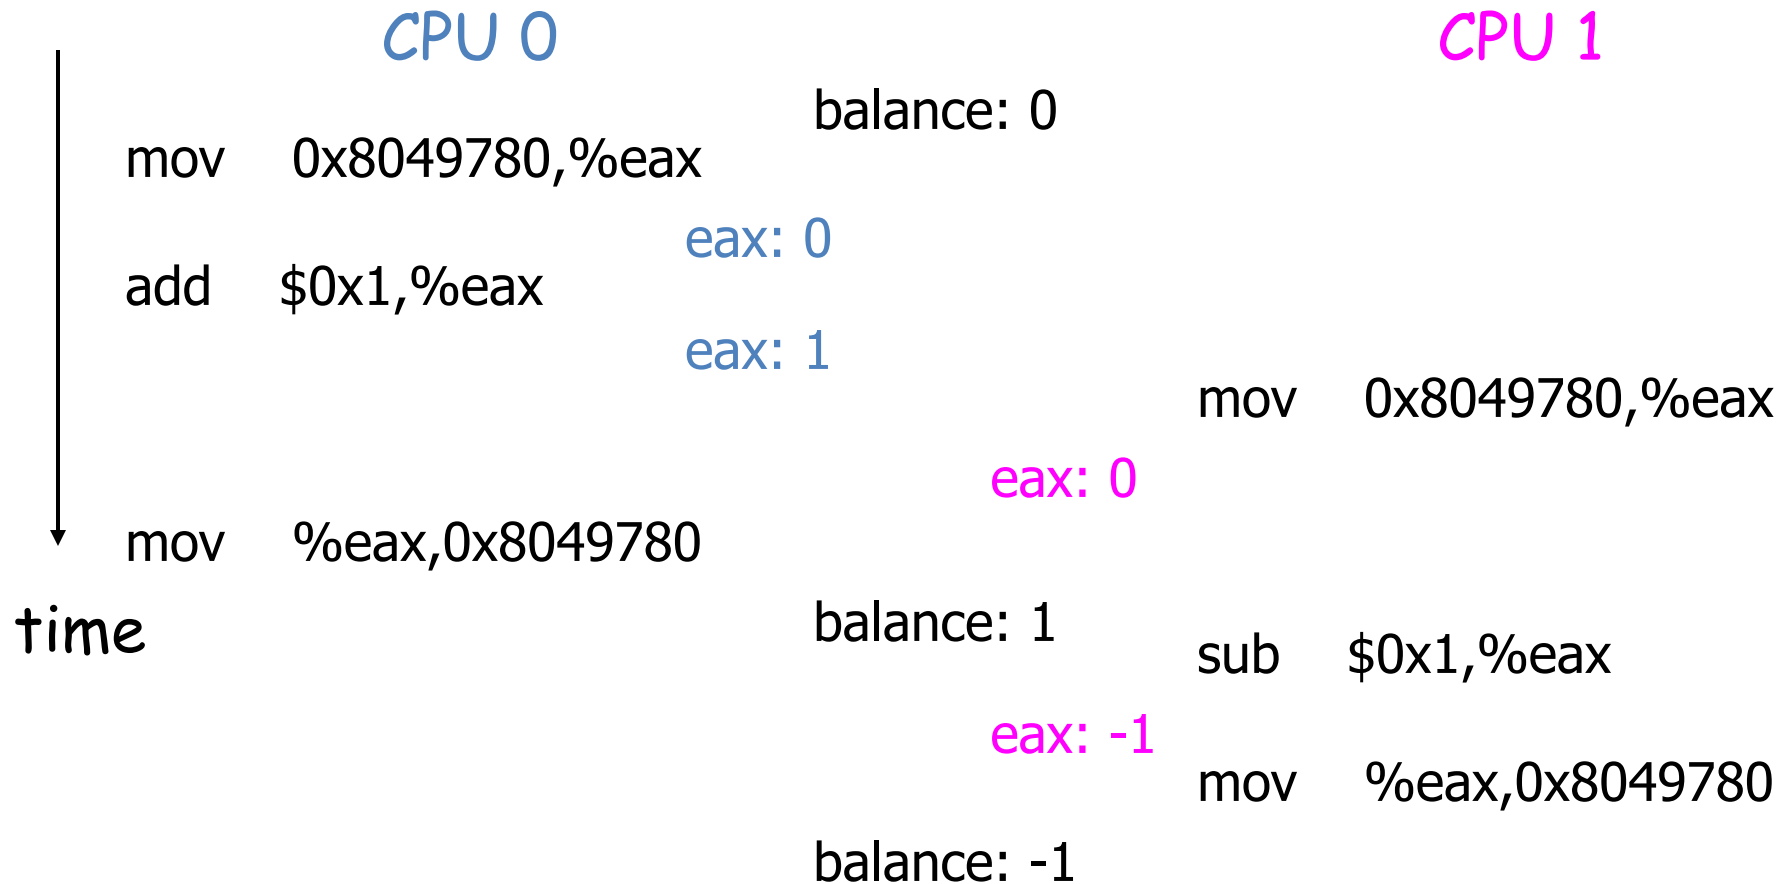 CPU 0 CPU 1
balance: 0
mov 0x8049780,%eax
eax: 0
add $0x1,%eax
eax: 1
mov 0x8049780,%eax
eax: 0
mov %eax,0x8049780
balance: 1
time
sub $0x1,%eax
eax: -1
mov %eax,0x8049780
balance: -1